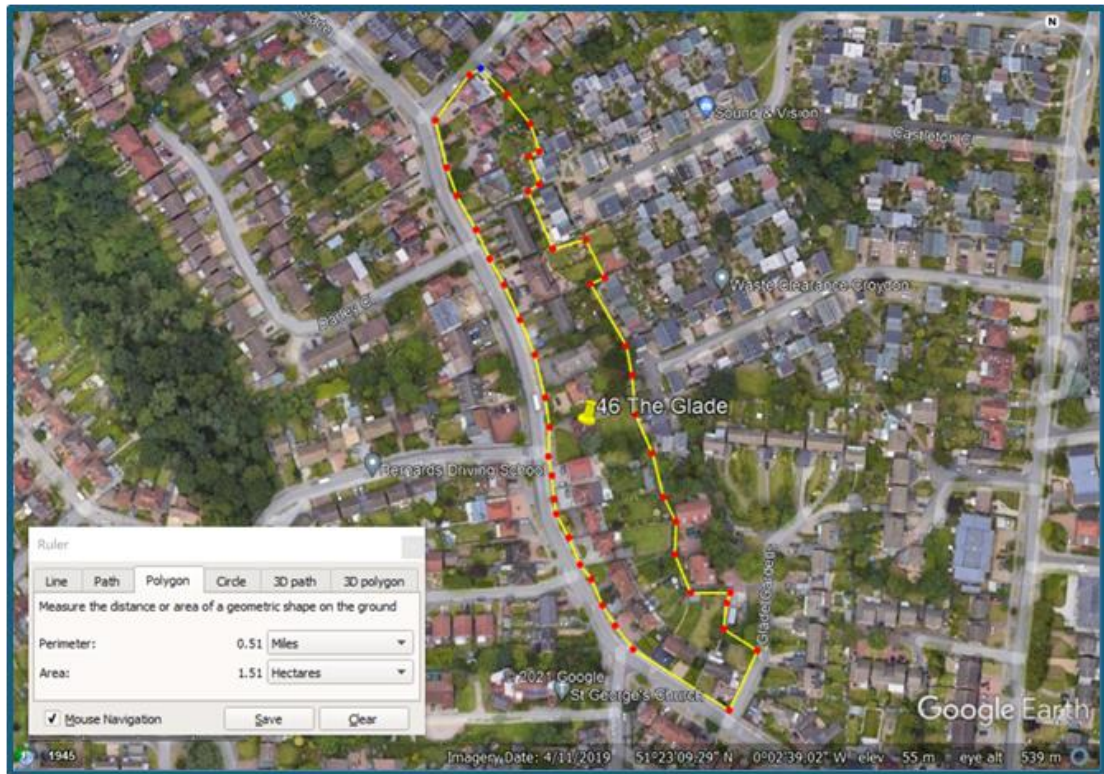 Glade
N
Sound & Vision
Castleton Cl
Waste Clearance Croydon
46 The Glade
Bernards Driving School
Glade Gardens
Ruler
Line Path Polygon Circle 3D path 3D polygon
Measure the distance or area of a geometric shape on the ground
Perimeter: 0.51 Miles
Area: 1.51 Hectares
Mouse Navigation Save Clear
© 2021 Google
St George's Church
Google Earth
1945
Imagery Date: 4/11/2019 51°23'09.29" N 0°02'39.02" W elev 55 m eye alt 539 m